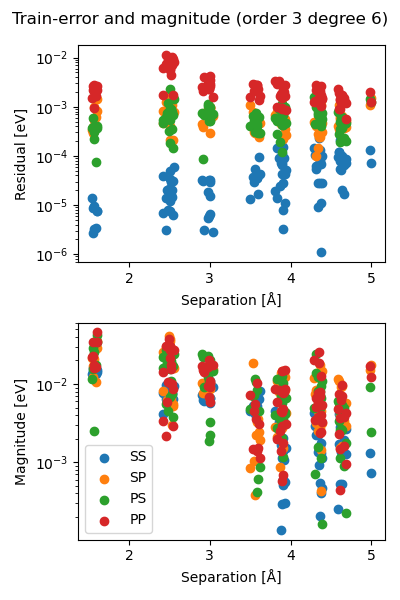 Train-error and magnitude (order 3 degree 6)
Residual [eV]
10⁻²
10⁻³
10⁻⁴
10⁻⁵
10⁻⁶
2 3 4 5
Separation [Å]
Magnitude [eV]
10⁻²
10⁻³
SS
SP
PS
PP
2 3 4 5
Separation [Å]